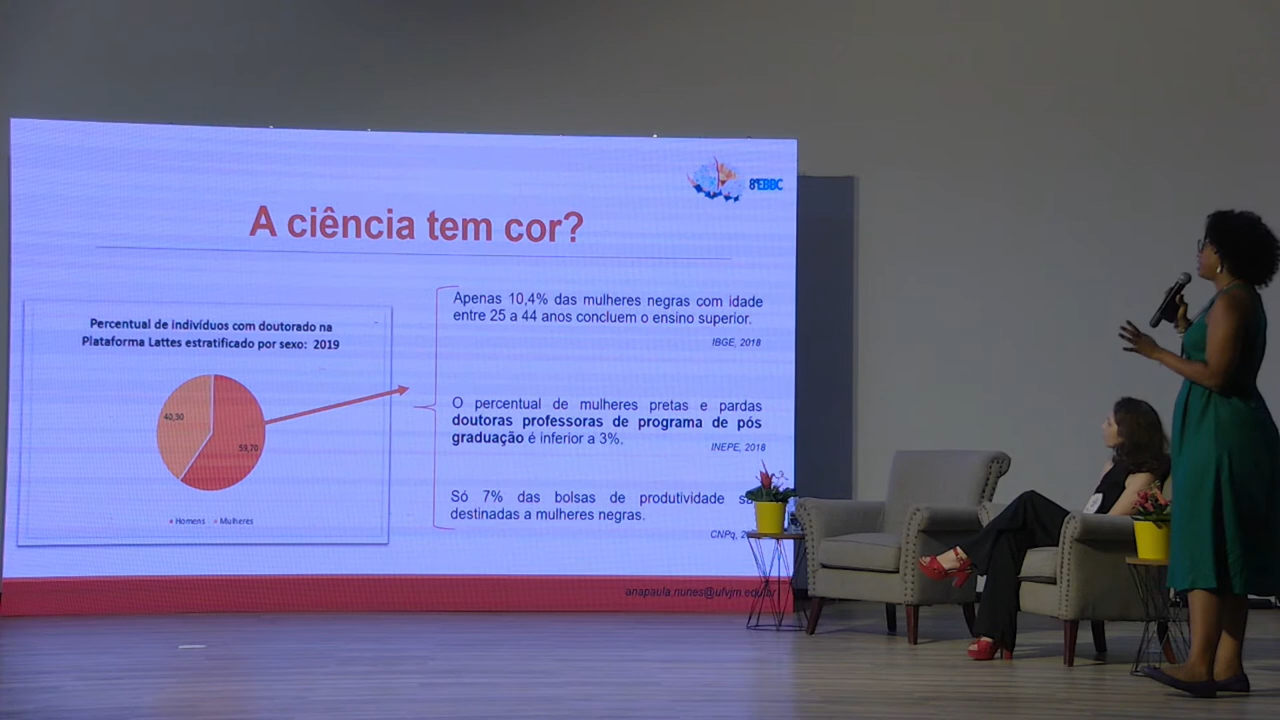 8ºEBBC
A ciência tem cor?
Percentual de indivíduos com doutorado na
Plataforma Lattes estratificado por sexo: 2019
40,30
59,70
Homens Mulheres
Apenas 10,4% das mulheres negras com idade
entre 25 a 44 anos concluem o ensino superior.
IBGE, 2018
O percentual de mulheres pretas e pardas
doutoras professoras de programa de pós
graduação é inferior a 3%.
INEPE, 2018
Só 7% das bolsas de produtividade
destinadas a mulheres negras.
CNPq,
anapaula.nunes@ufvjm.edu.br